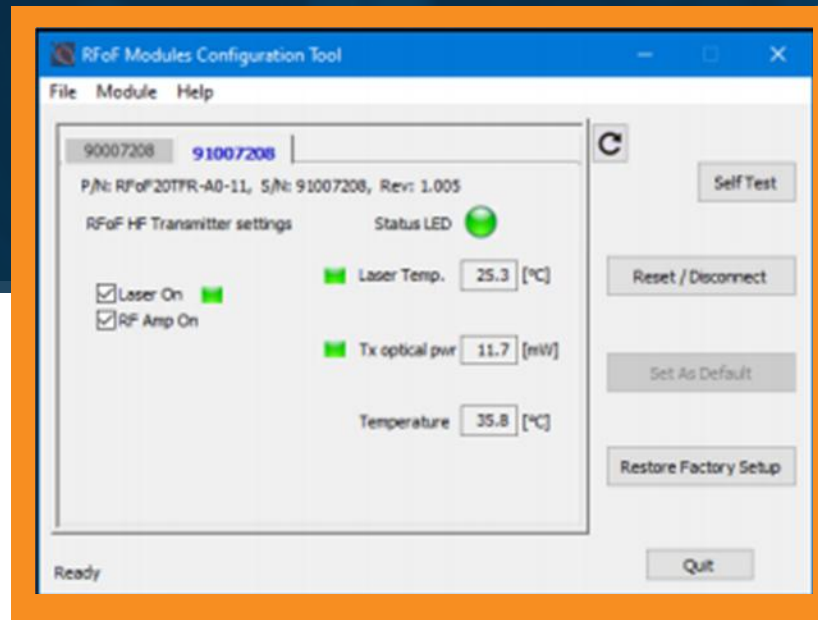 RFoF Modules Configuration Tool
File Module Help
90007208 91007208
P/N: RFoF20TFR-A0-11, S/N: 91007208, Rev: 1.005
RFoF HF Transmitter settings
Status LED
Laser On
RF Amp On
Laser Temp. 25.3 [°C]
Tx optical pwr 11.7 [mW]
Temperature 35.8 [°C]
Self Test
Reset / Disconnect
Set As Default
Restore Factory Setup
Quit
Ready